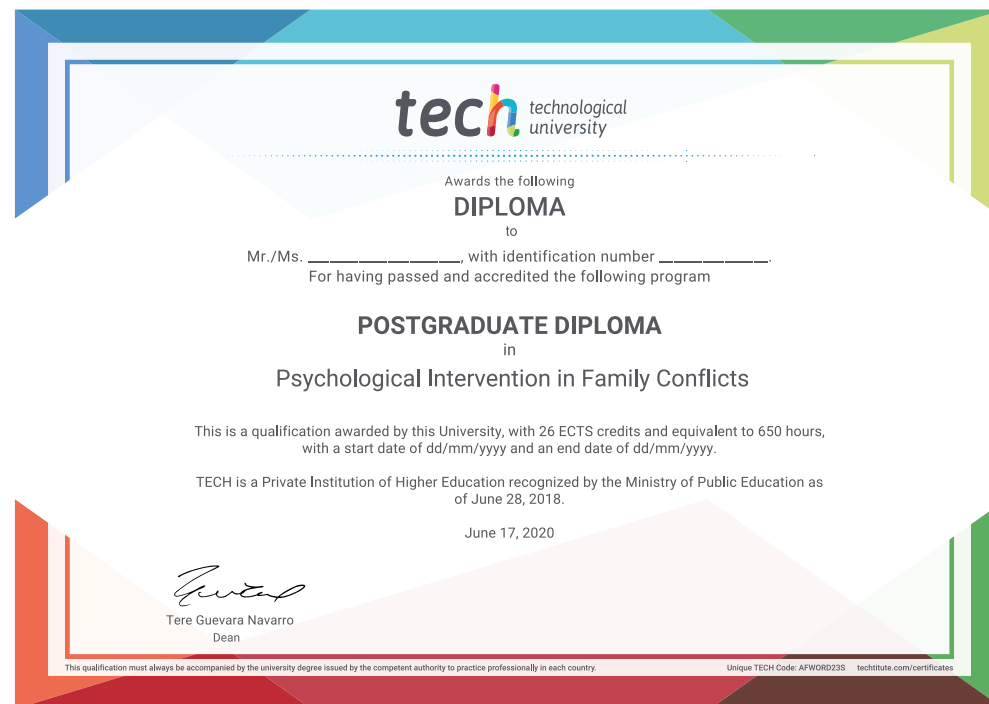 tech technological
university
Awards the following
DIPLOMA
to
Mr./Ms. ____________________, with identification number ______________.
For having passed and accredited the following program
POSTGRADUATE DIPLOMA
in
Psychological Intervention in Family Conflicts
This is a qualification awarded by this University, with 26 ECTS credits and equivalent to 650 hours,
with a start date of dd/mm/yyyy and an end date of dd/mm/yyyy.
TECH is a Private Institution of Higher Education recognized by the Ministry of Public Education as
of June 28, 2018.
June 17, 2020
Tere Guevara Navarro
Dean
This qualification must always be accompanied by the university degree issued by the competent authority to practice professionally in each country.
Unique TECH Code: AFWORD23S techtitute.com/certificates